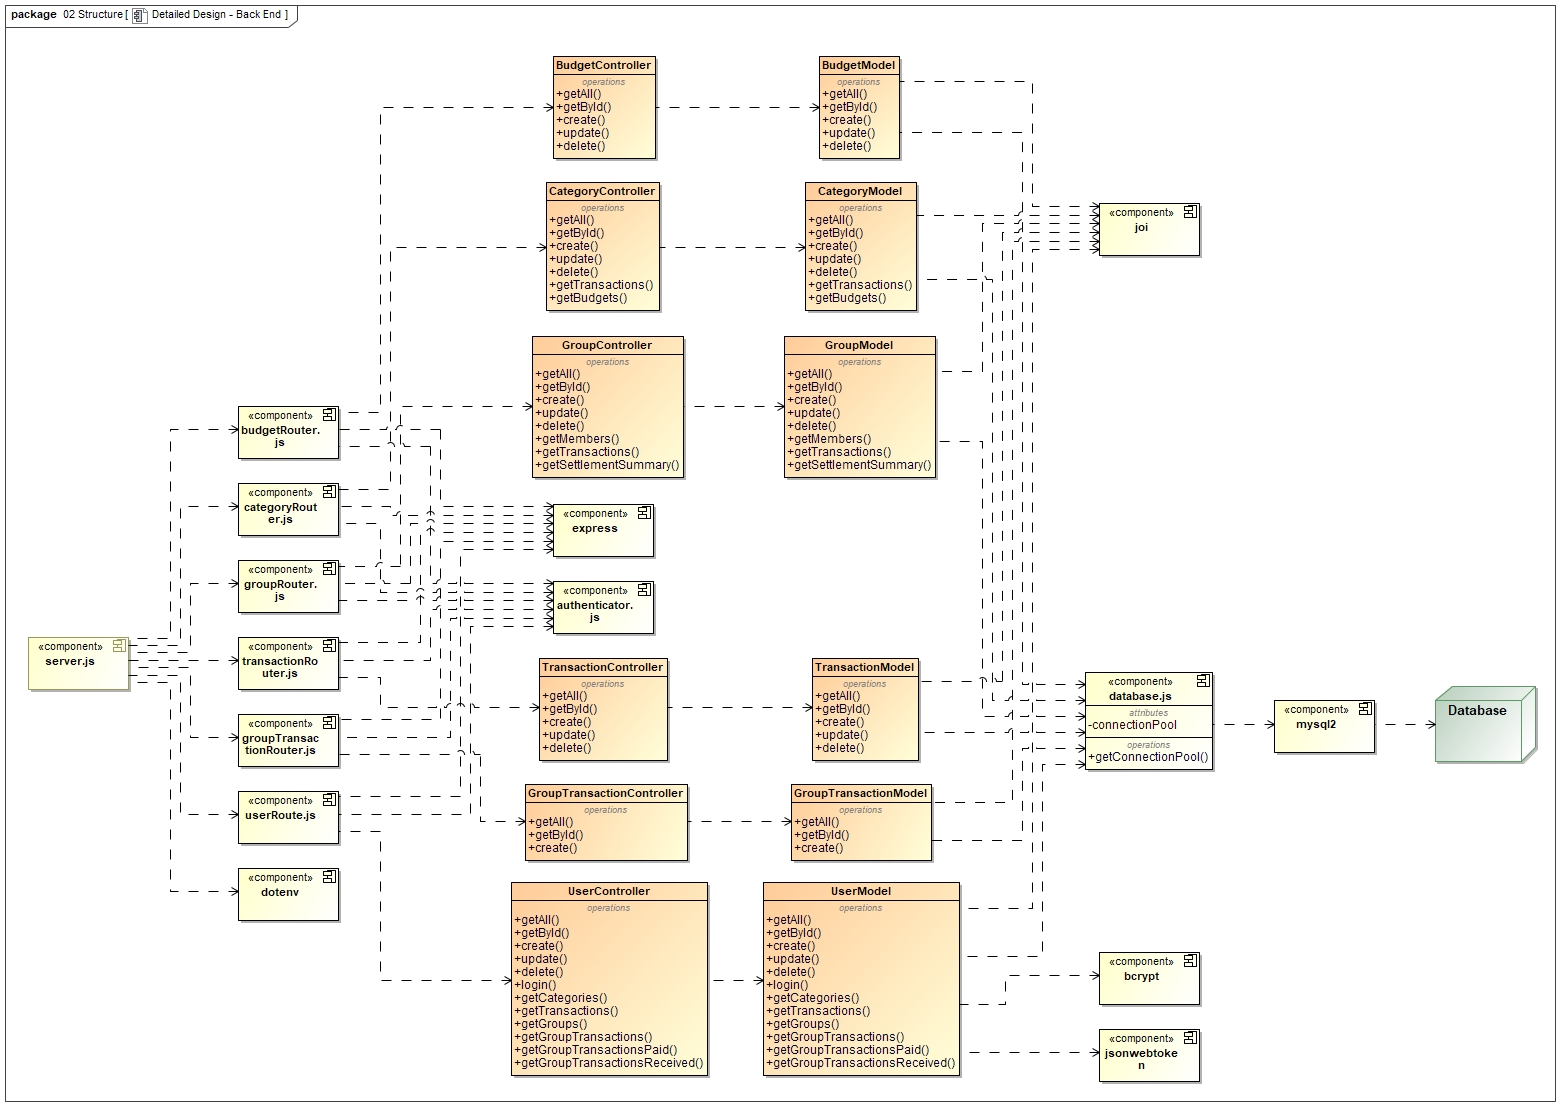 package 02 Structure [ Detailed Design - Back End ]
BudgetController
operations
+getAll()
+getById()
+create()
+update()
+delete()
BudgetModel
operations
+getAll()
+getById()
+create()
+update()
+delete()
CategoryController
operations
+getAll()
+getById()
+create()
+update()
+delete()
+getTransactions()
+getBudgets()
CategoryModel
operations
+getAll()
+getById()
+create()
+update()
+delete()
+getTransactions()
+getBudgets()
«component»
joi
GroupController
operations
+getAll()
+getById()
+create()
+update()
+delete()
+getMembers()
+getTransactions()
+getSettlementSummary()
GroupModel
operations
+getAll()
+getById()
+create()
+update()
+delete()
+getMembers()
+getTransactions()
+getSettlementSummary()
«component»
budgetRouter.
js
«component»
categoryRout
er.js
«component»
express
«component»
groupRouter.
js
«component»
authenticator.
js
«component»
server.js
«component»
transactionRo
uter.js
TransactionController
operations
+getAll()
+getById()
+create()
+update()
+delete()
TransactionModel
operations
+getAll()
+getById()
+create()
+update()
+delete()
«component»
database.js
attributes
-connectionPool
operations
+getConnectionPool()
«component»
mysql2
Database
«component»
groupTransac
tionRouter.js
«component»
userRoute.js
GroupTransactionController
operations
+getAll()
+getById()
+create()
GroupTransactionModel
operations
+getAll()
+getById()
+create()
«component»
dotenv
UserController
operations
+getAll()
+getById()
+create()
+update()
+delete()
+login()
+getCategories()
+getTransactions()
+getGroups()
+getGroupTransactions()
+getGroupTransactionsPaid()
+getGroupTransactionsReceived()
UserModel
operations
+getAll()
+getById()
+create()
+update()
+delete()
+login()
+getCategories()
+getTransactions()
+getGroups()
+getGroupTransactions()
+getGroupTransactionsPaid()
+getGroupTransactionsReceived()
«component»
bcrypt
«component»
jsonwebtoke
n